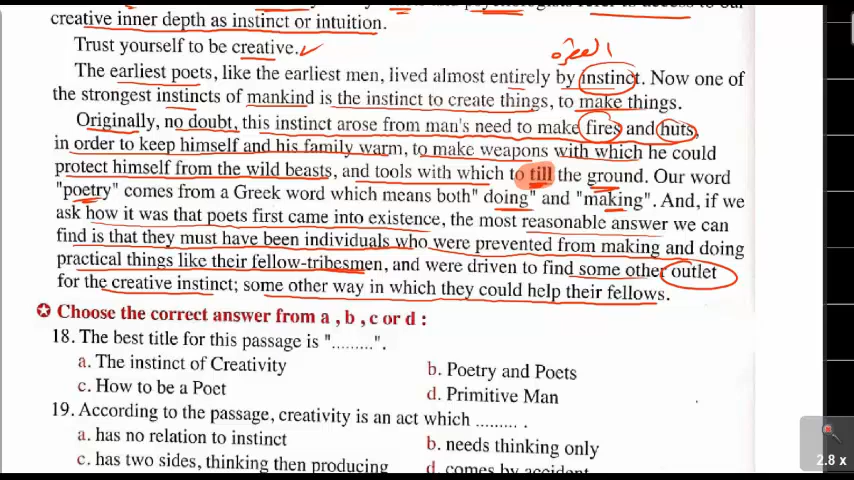 creative inner depth as instinct or intuition.
Trust yourself to be creative.
الغريزة
The earliest poets, like the earliest men, lived almost entirely by instinct. Now one of
the strongest instincts of mankind is the instinct to create things, to make things.
Originally, no doubt, this instinct arose from man's need to make fires and huts,
in order to keep himself and his family warm, to make weapons with which he could
protect himself from the wild beasts, and tools with which to till the ground. Our word
"poetry" comes from a Greek word which means both" doing" and "making". And, if we
ask how it was that poets first came into existence, the most reasonable answer we can
find is that they must have been individuals who were prevented from making and doing
practical things like their fellow-tribesmen, and were driven to find some other outlet
for the creative instinct; some other way in which they could help their fellows.
Choose the correct answer from a , b , c or d :
18. The best title for this passage is ".........".
a. The instinct of Creativity b. Poetry and Poets
c. How to be a Poet d. Primitive Man
19. According to the passage, creativity is an act which ......... .
a. has no relation to instinct b. needs thinking only
c. has two sides, thinking then producing d. comes by accident
2.8 x